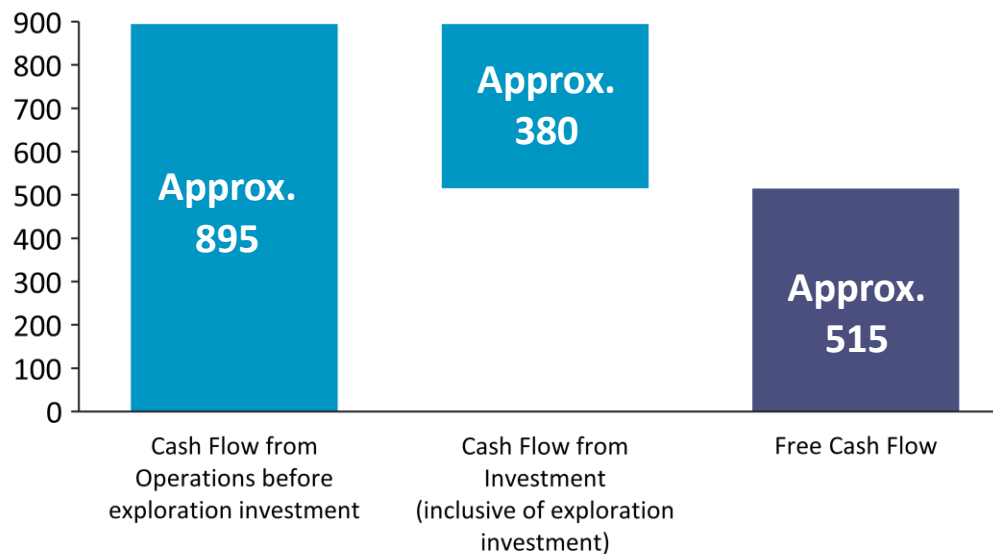 900
800
700
600
500
400
300
200
100
0
Approx.
895
Approx.
380
Approx.
515
Cash Flow from
Operations before
exploration investment
Cash Flow from
Investment
(inclusive of exploration
investment)
Free Cash Flow